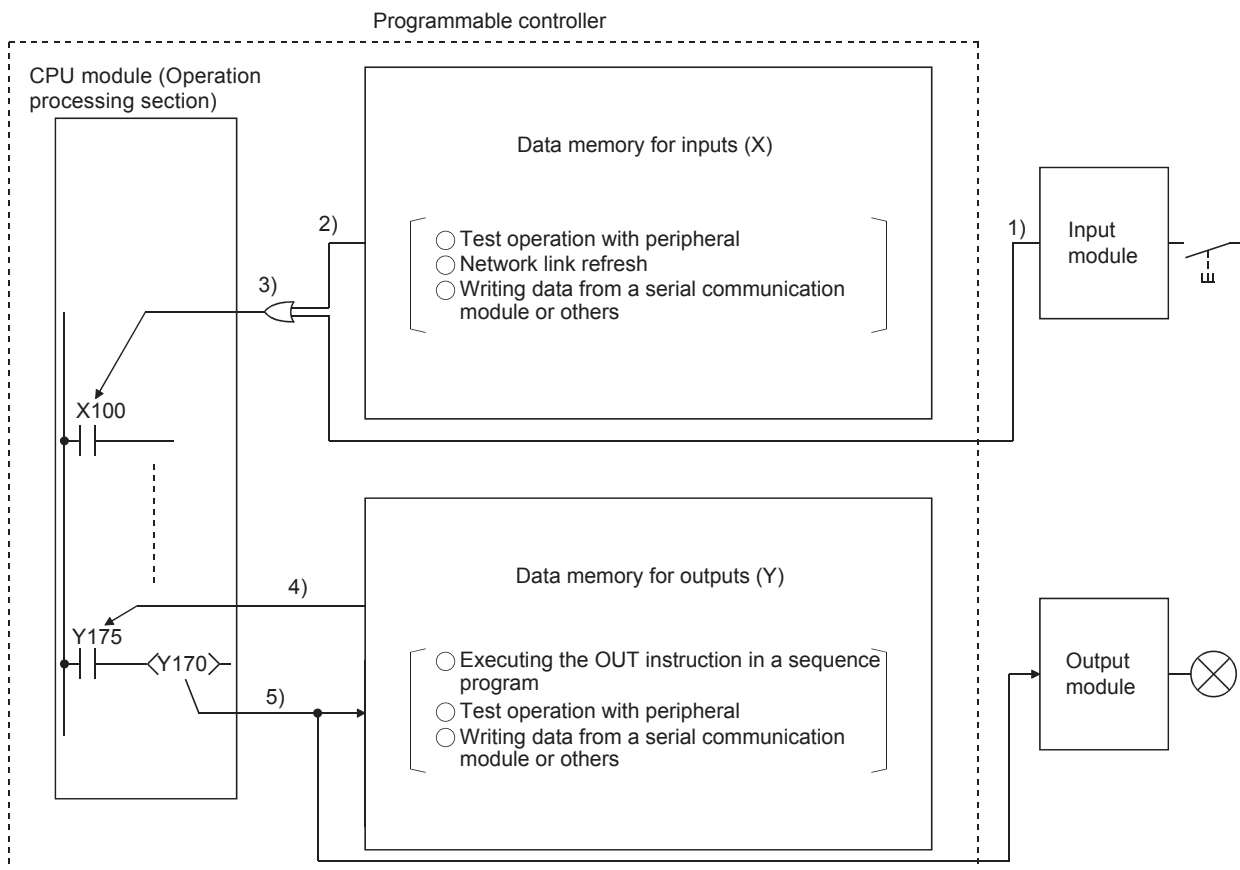 Programmable controller
CPU module (Operation
processing section)
Data memory for inputs (X)
2)
1)
Input
module
○ Test operation with peripheral
○ Network link refresh
○ Writing data from a serial communication
module or others
3)
X100
Data memory for outputs (Y)
4)
Y175
Y170
5)
○ Executing the OUT instruction in a sequence
program
○ Test operation with peripheral
○ Writing data from a serial communication
module or others
Output
module